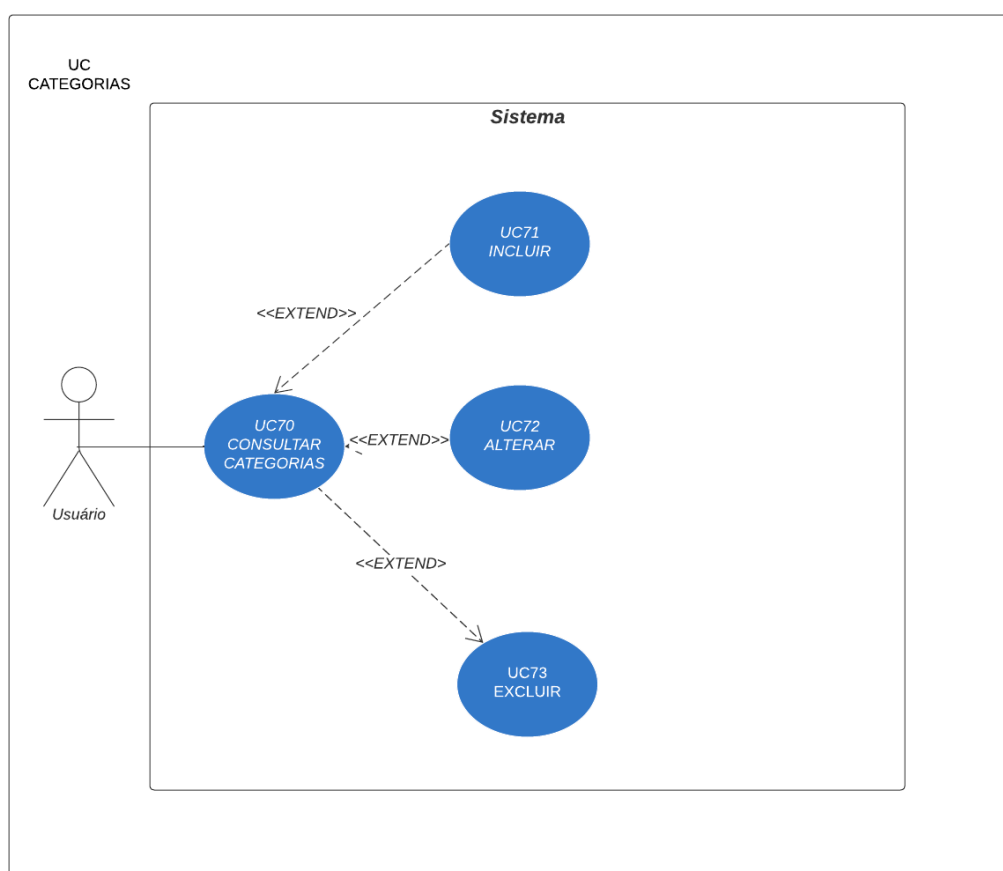 UC
CATEGORIAS
Sistema
UC71
INCLUIR
<<EXTEND>>
UC70
CONSULTAR
CATEGORIAS
<<EXTEND>>
UC72
ALTERAR
Usuário
<<EXTEND>
UC73
EXCLUIR